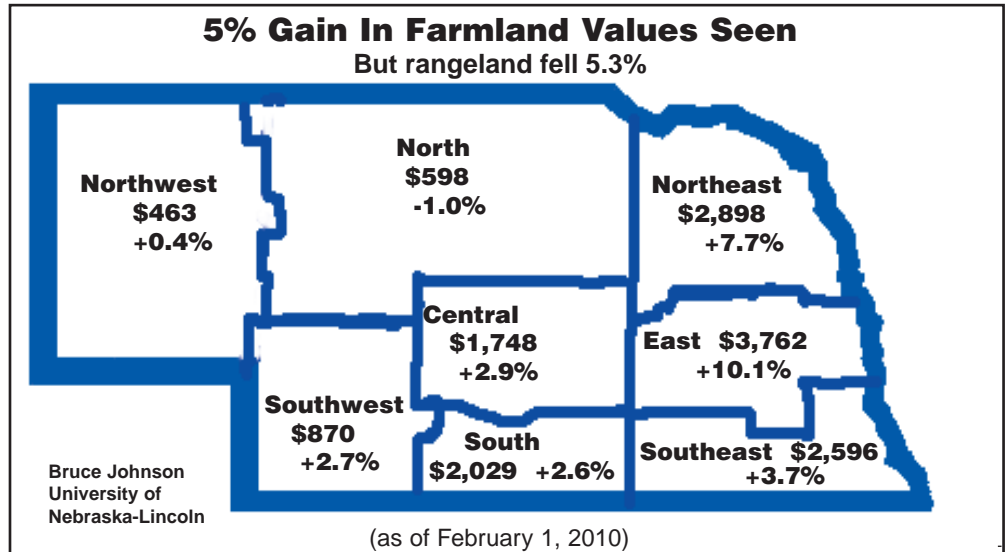 5% Gain In Farmland Values Seen
But rangeland fell 5.3%
Northwest
$463
+0.4%
North
$598
-1.0%
Northeast
$2,898
+7.7%
Central
$1,748
+2.9%
East $3,762
+10.1%
Southwest
$870
+2.7%
South
$2,029 +2.6%
Southeast $2,596
+3.7%
Bruce Johnson
University of
Nebraska-Lincoln
(as of February 1, 2010)